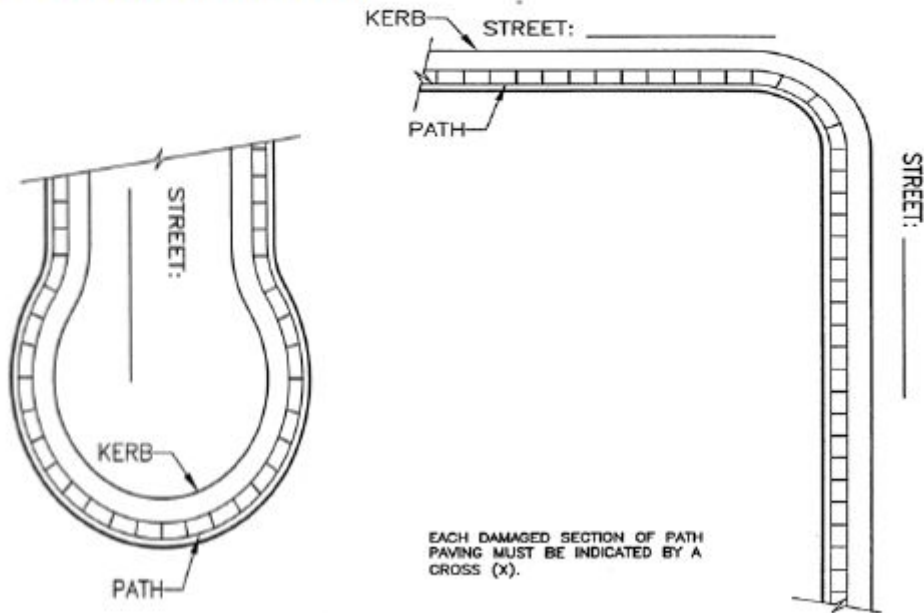 KERB
STREET:
PATH
STREET:
STREET:
KERB
PATH
EACH DAMAGED SECTION OF PATH
PAVING MUST BE INDICATED BY A
CROSS (X).